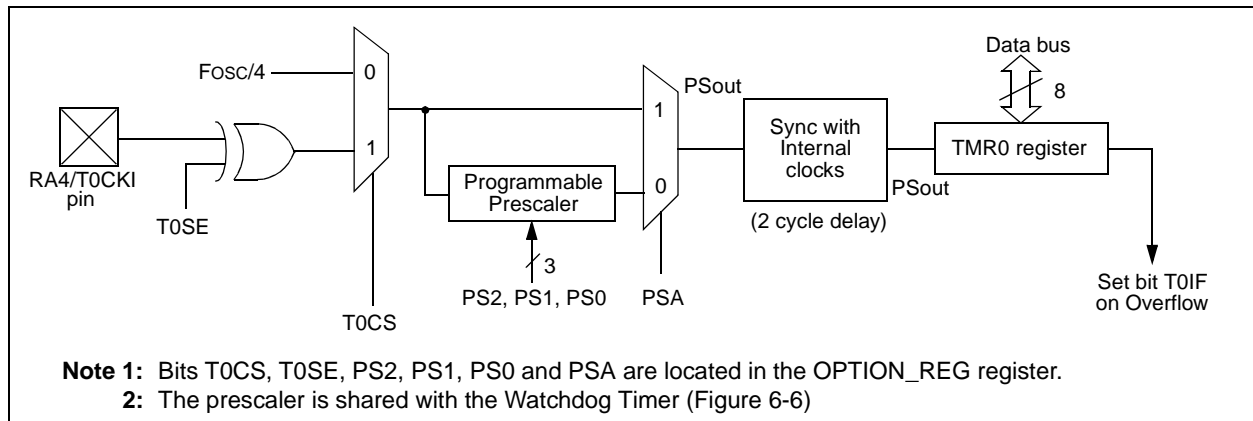 Data bus
8
FOSC/4
0
PSout
1
Sync with
Internal
clocks
TMR0 register
RA4/T0CKI
pin
1
T0SE
Programmable
Prescaler
0
PSout
(2 cycle delay)
3
PS2, PS1, PS0
PSA
T0CS
Set bit T0IF
on Overflow
Note 1: Bits T0CS, T0SE, PS2, PS1, PS0 and PSA are located in the OPTION_REG register.
2: The prescaler is shared with the Watchdog Timer (Figure 6-6)